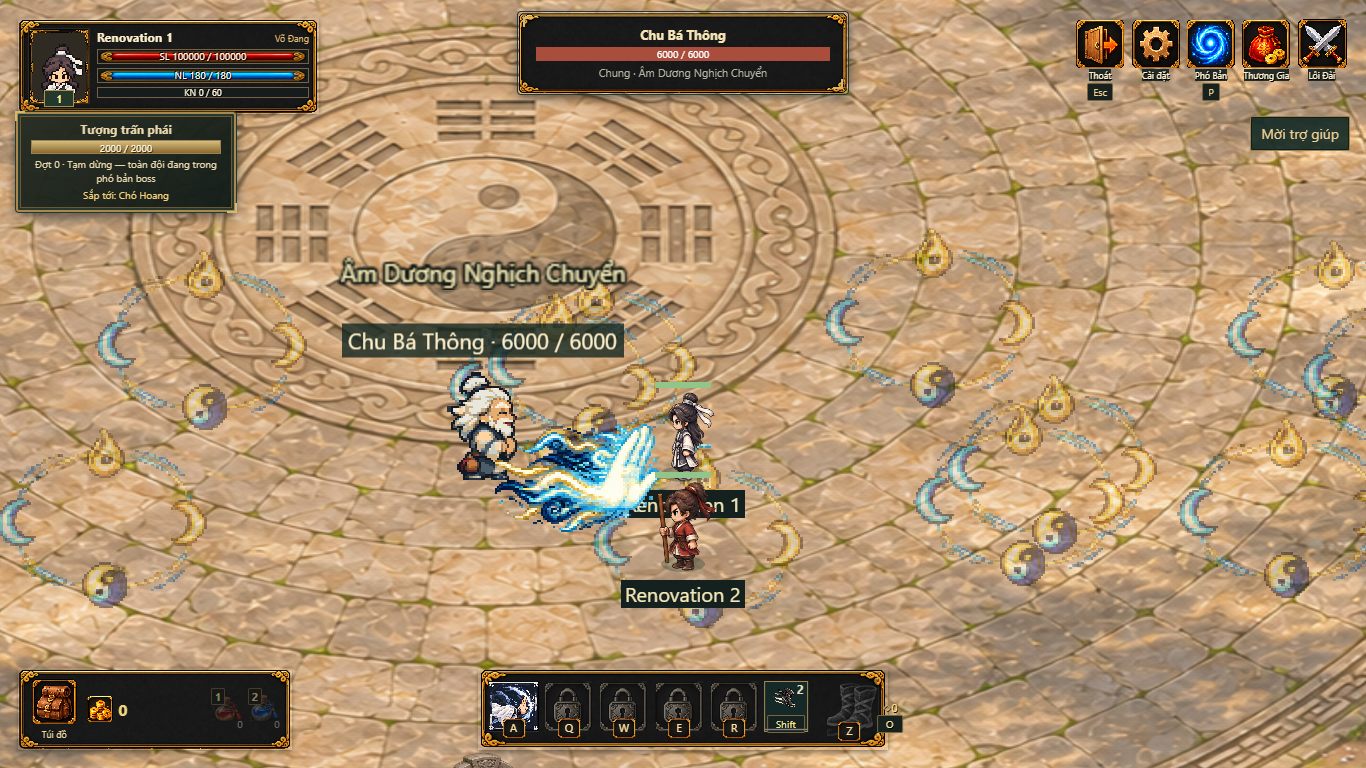 Renovation 1
Võ Đang
SL 100000 / 100000
NL 180 / 180
KN 0 / 60
1
Tượng trấn phái
2000 / 2000
Đợt 0 · Tạm dừng — toàn đội đang trong
phó bản boss
Sắp tới: Chó Hoang
Chu Bá Thông
6000 / 6000
Chung · Âm Dương Nghịch Chuyển
Thoát
Esc
Cài đặt
Phó Bản
P
Thương Gia
Lôi Đài
Mời trợ giúp
Âm Dương Nghịch Chuyển
Chu Bá Thông · 6000 / 6000
1
Renovation 2
Túi đồ
0
1
0
2
0
A
Q
W
E
R
2
Shift
Z
0
O